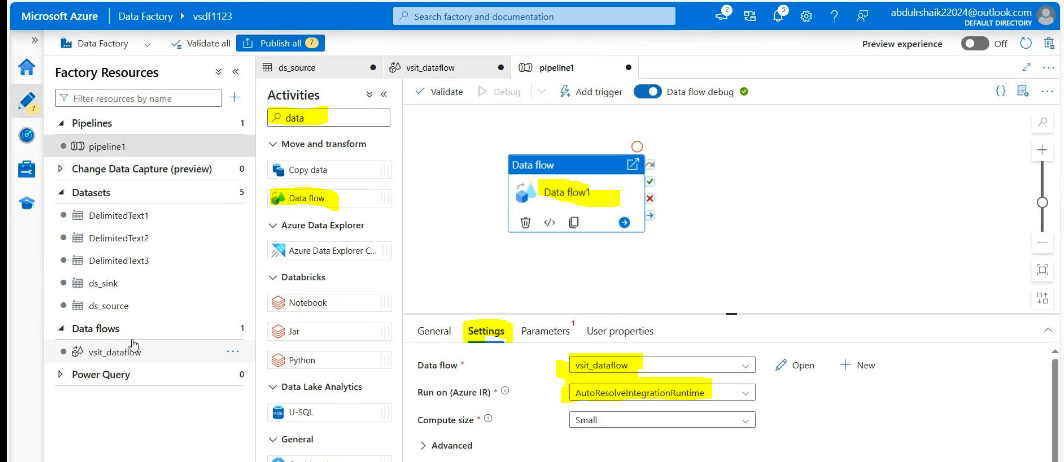 Microsoft Azure
Data Factory
vsdf1123
Search factory and documentation
2
5
abdulrshaik22024@outlook.com
DEFAULT DIRECTORY
Data Factory
Validate all
Publish all
7
Preview experience
Off
Factory Resources
Filter resources by name
Pipelines
1
pipeline1
Change Data Capture (preview)
0
Datasets
5
DelimitedText1
DelimitedText2
DelimitedText3
ds_sink
ds_source
Data flows
1
vsit_dataflow
Power Query
0
7
ds_source
vsit_dataflow
pipeline1
Activities
data
Move and transform
Copy data
Data flow
Azure Data Explorer
Azure Data Explorer C...
Databricks
Notebook
Jar
Python
Data Lake Analytics
U-SQL
General
Validate
Debug
Add trigger
Data flow debug
Data flow
Data flow1
General
Settings
Parameters
1
User properties
Data flow *
vsit_dataflow
Open
New
Run on (Azure IR) *
AutoResolveIntegrationRuntime
Compute size *
Small
Advanced